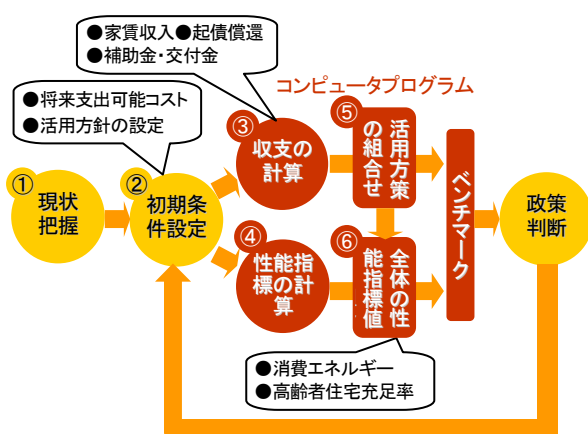 ●家賃収入●起債償還
●補助金・交付金
コンピュータプログラム
●将来支出可能コスト
●活用方針の設定
①
現状
把握
②
初期条
件設定
③
収支の
計算
④
性能指
標の計
算
⑤
活用方策
の組合せ
⑥
全体の性
能指標値
ベンチマーク
政策
判断
●消費エネルギー
●高齢者住宅充足率